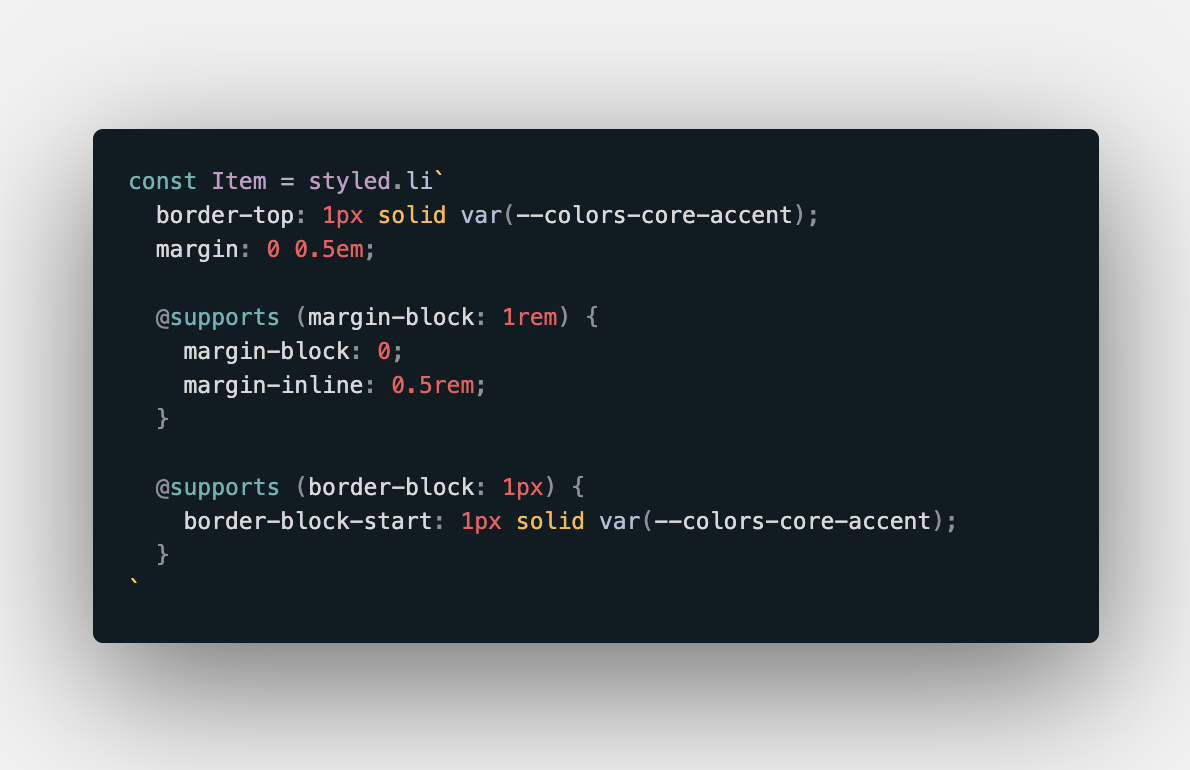 const Item = styled.li`
  border-top: 1px solid var(--colors-core-accent);
  margin: 0 0.5em;

  @supports (margin-block: 1rem) {
    margin-block: 0;
    margin-inline: 0.5rem;
  }

  @supports (border-block: 1px) {
    border-block-start: 1px solid var(--colors-core-accent);
  }
`